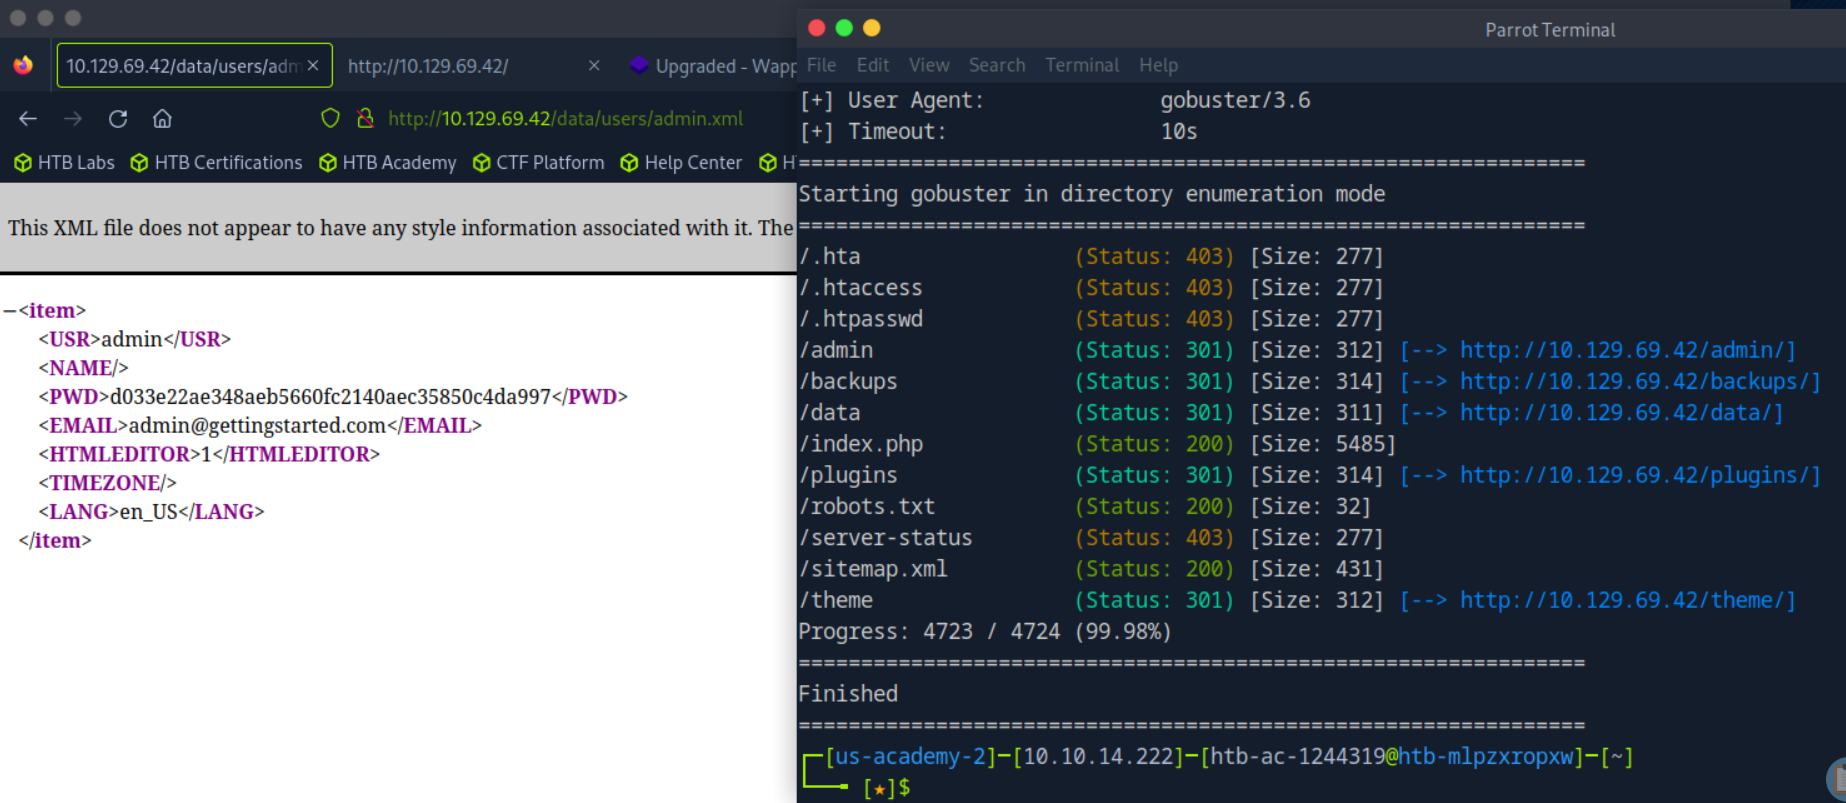 10.129.69.42/data/users/adm
http://10.129.69.42/
Upgraded - Wapp
http://10.129.69.42/data/users/admin.xml
HTB Labs HTB Certifications HTB Academy CTF Platform Help Center H
This XML file does not appear to have any style information associated with it. The
−<item>
<USR>admin</USR>
<NAME/>
<PWD>d033e22ae348aeb5660fc2140aec35850c4da997</PWD>
<EMAIL>admin@gettingstarted.com</EMAIL>
<HTMLEDITOR>1</HTMLEDITOR>
<TIMEZONE/>
<LANG>en_US</LANG>
</item>
Parrot Terminal
File Edit View Search Terminal Help
[+] User Agent: gobuster/3.6
[+] Timeout: 10s
===============================================================
Starting gobuster in directory enumeration mode
===============================================================
/.hta (Status: 403) [Size: 277]
/.htaccess (Status: 403) [Size: 277]
/.htpasswd (Status: 403) [Size: 277]
/admin (Status: 301) [Size: 312] [--> http://10.129.69.42/admin/]
/backups (Status: 301) [Size: 314] [--> http://10.129.69.42/backups/]
/data (Status: 301) [Size: 311] [--> http://10.129.69.42/data/]
/index.php (Status: 200) [Size: 5485]
/plugins (Status: 301) [Size: 314] [--> http://10.129.69.42/plugins/]
/robots.txt (Status: 200) [Size: 32]
/server-status (Status: 403) [Size: 277]
/sitemap.xml (Status: 200) [Size: 431]
/theme (Status: 301) [Size: 312] [--> http://10.129.69.42/theme/]
Progress: 4723 / 4724 (99.98%)
===============================================================
Finished
===============================================================
┌─[us-academy-2]─[10.10.14.222]─[htb-ac-1244319@htb-mlpzxropxw]─[~]
└──╼ [★]$